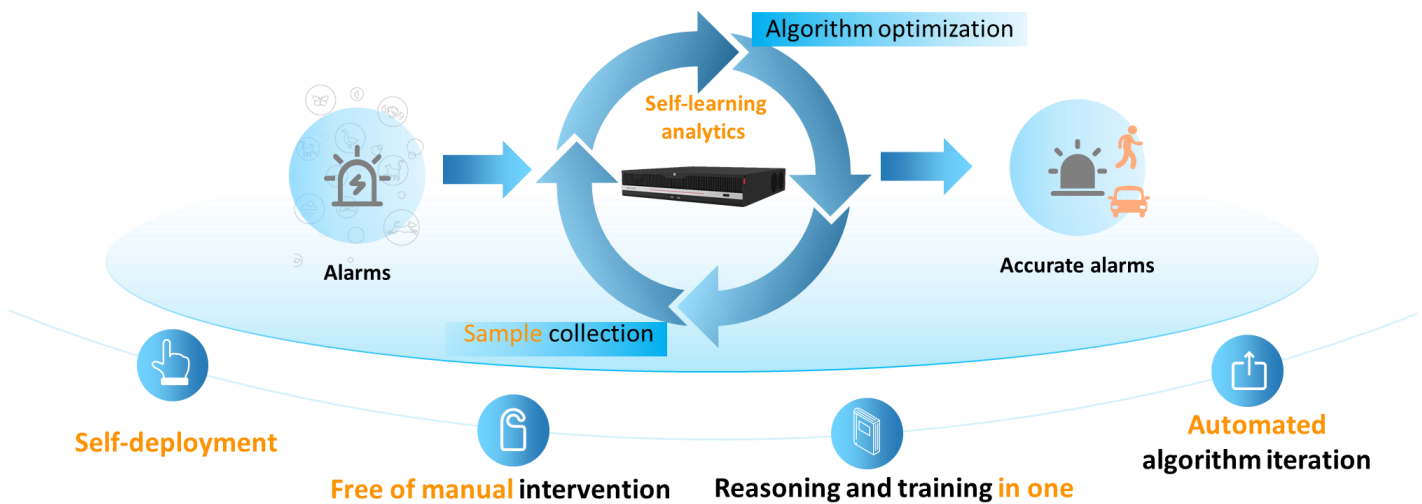 Algorithm optimization
Self-learning
analytics
Alarms
Accurate alarms
Sample collection
Self-deployment
Free of manual intervention
Reasoning and training in one
Automated
algorithm iteration